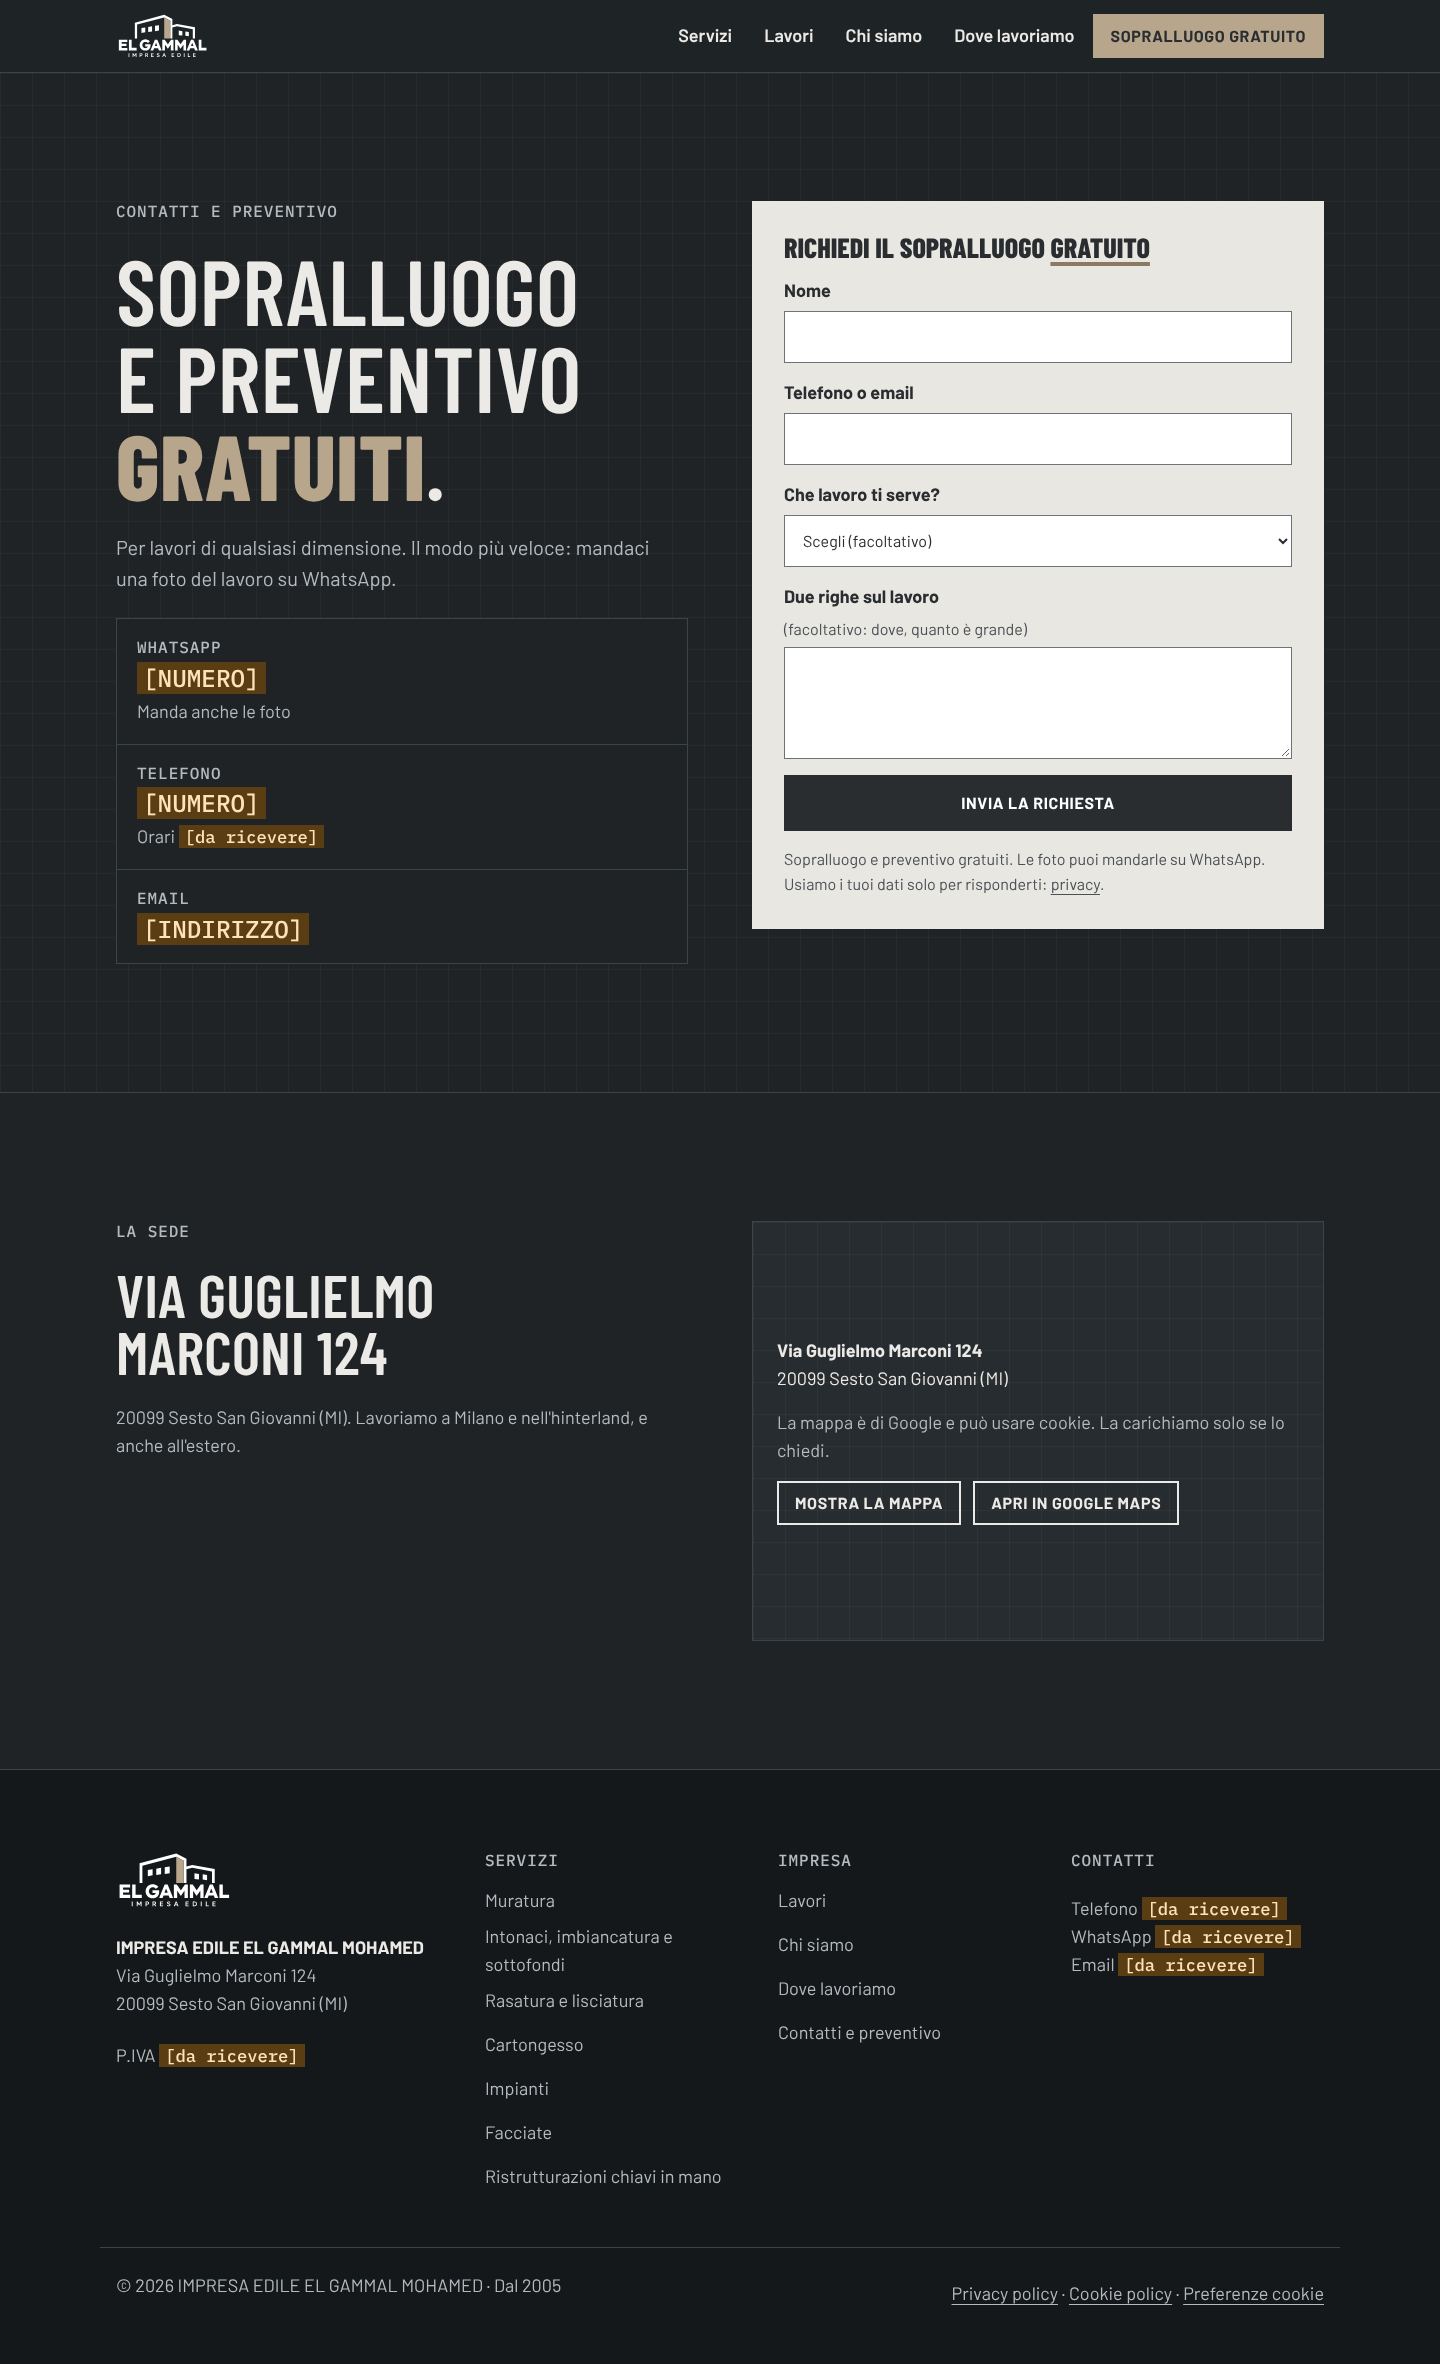 EL GAMMAL
IMPRESA EDILE
Servizi
Lavori
Chi siamo
Dove lavoriamo
SOPRALLUOGO GRATUITO
CONTATTI E PREVENTIVO
SOPRALLUOGO
E PREVENTIVO
GRATUITI.
Per lavori di qualsiasi dimensione. Il modo più veloce: mandaci
una foto del lavoro su WhatsApp.
WHATSAPP
[NUMERO]
Manda anche le foto
TELEFONO
[NUMERO]
Orari [da ricevere]
EMAIL
[INDIRIZZO]
RICHIEDI IL SOPRALLUOGO GRATUITO
Nome
Telefono o email
Che lavoro ti serve?
Scegli (facoltativo)
Due righe sul lavoro
(facoltativo: dove, quanto è grande)
INVIA LA RICHIESTA
Sopralluogo e preventivo gratuiti. Le foto puoi mandarle su WhatsApp.
Usiamo i tuoi dati solo per risponderti: privacy.
LA SEDE
VIA GUGLIELMO
MARCONI 124
20099 Sesto San Giovanni (MI). Lavoriamo a Milano e nell'hinterland, e
anche all'estero.
Via Guglielmo Marconi 124
20099 Sesto San Giovanni (MI)
La mappa è di Google e può usare cookie. La carichiamo solo se lo
chiedi.
MOSTRA LA MAPPA
APRI IN GOOGLE MAPS
EL GAMMAL
IMPRESA EDILE
IMPRESA EDILE EL GAMMAL MOHAMED
Via Guglielmo Marconi 124
20099 Sesto San Giovanni (MI)
P.IVA [da ricevere]
SERVIZI
Muratura
Intonaci, imbiancatura e
sottofondi
Rasatura e lisciatura
Cartongesso
Impianti
Facciate
Ristrutturazioni chiavi in mano
IMPRESA
Lavori
Chi siamo
Dove lavoriamo
Contatti e preventivo
CONTATTI
Telefono [da ricevere]
WhatsApp [da ricevere]
Email [da ricevere]
© 2026 IMPRESA EDILE EL GAMMAL MOHAMED · Dal 2005
Privacy policy · Cookie policy · Preferenze cookie